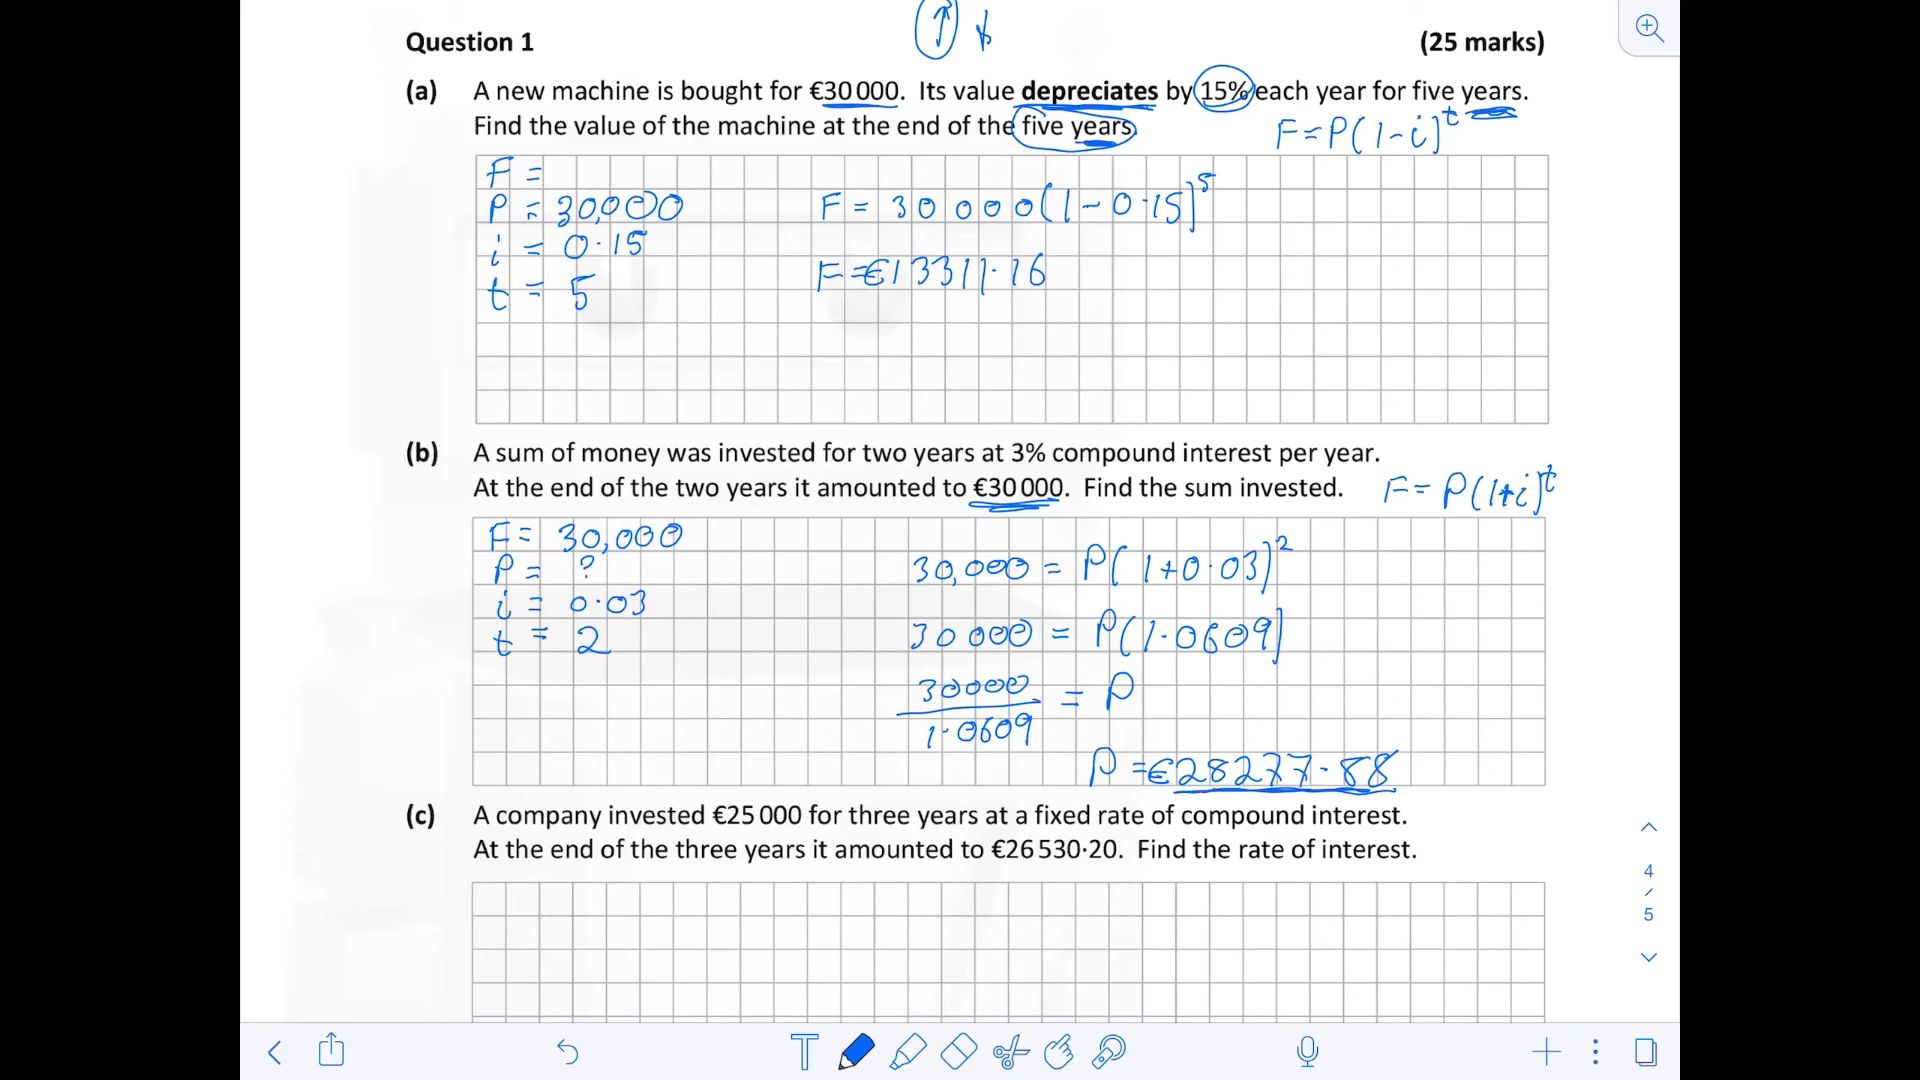 Question 1
(25 marks)
(a) A new machine is bought for €30 000. Its value depreciates by 15% each year for five years.
Find the value of the machine at the end of the five years.
F = P(1-i)^t
F =
P = 30,000
i = 0.15
t = 5
F = 30 000(1-0.15)^5
F = €13311.16
(b) A sum of money was invested for two years at 3% compound interest per year.
At the end of the two years it amounted to €30 000. Find the sum invested.
F = P(1+i)^t
F = 30,000
P = ?
i = 0.03
t = 2
30,000 = P(1+0.03)^2
30 000 = P(1.0609)
30000/1.0609 = P
P = €28277.88
(c) A company invested €25 000 for three years at a fixed rate of compound interest.
At the end of the three years it amounted to €26 530·20. Find the rate of interest.
4
/
5
T